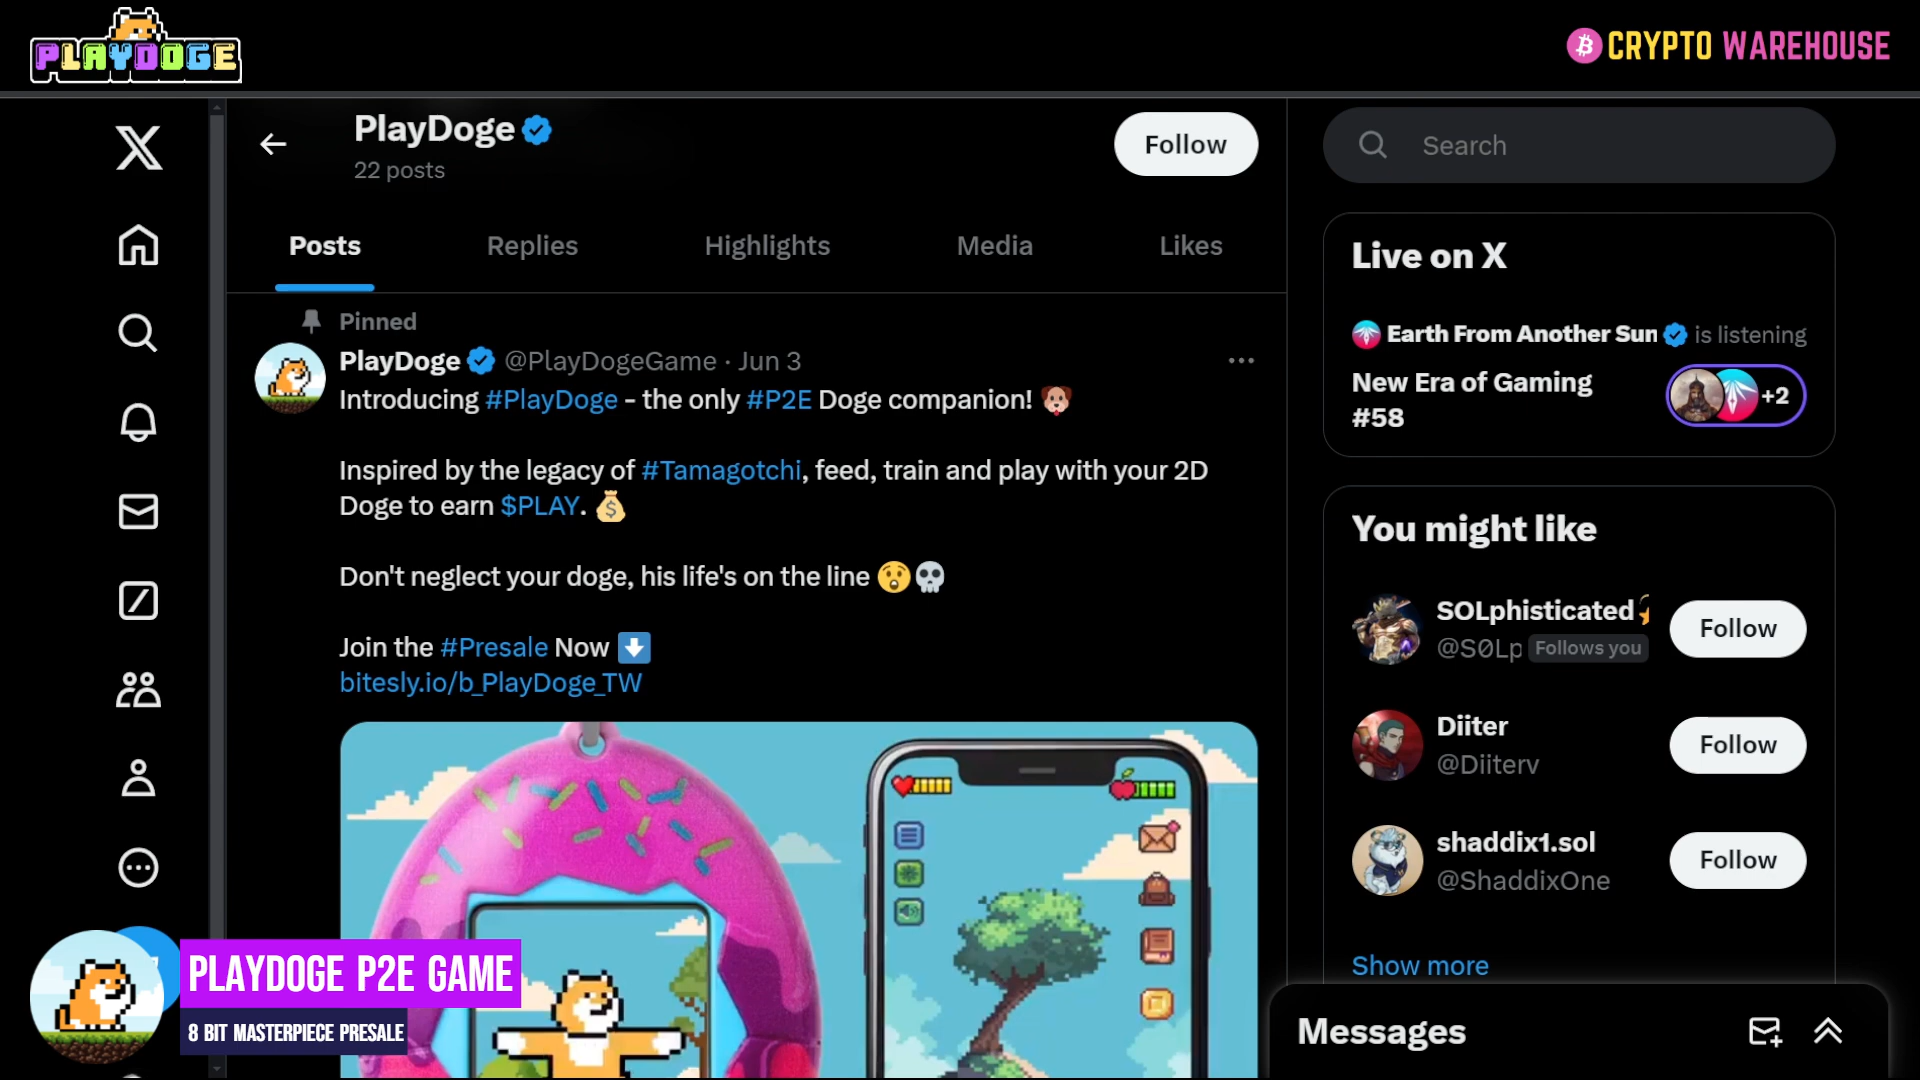 PLAYDOGE
CRYPTO WAREHOUSE
PlayDoge
22 posts
Follow
Search
Posts
Replies
Highlights
Media
Likes
Pinned
PlayDoge @PlayDogeGame · Jun 3
Introducing #PlayDoge - the only #P2E Doge companion! 🐶
Inspired by the legacy of #Tamagotchi, feed, train and play with your 2D
Doge to earn $PLAY. 💰
Don't neglect your doge, his life's on the line 😲💀
Join the #Presale Now ⬇️
bitesly.io/b_PlayDoge_TW
Live on X
Earth From Another Sun is listening
New Era of Gaming
#58
+2
You might like
SOLphisticated
@S0Lp Follows you
Follow
Diiter
@Diiterv
Follow
shaddix1.sol
@ShaddixOne
Follow
Show more
Messages
PLAYDOGE P2E GAME
8 BIT MASTERPIECE PRESALE